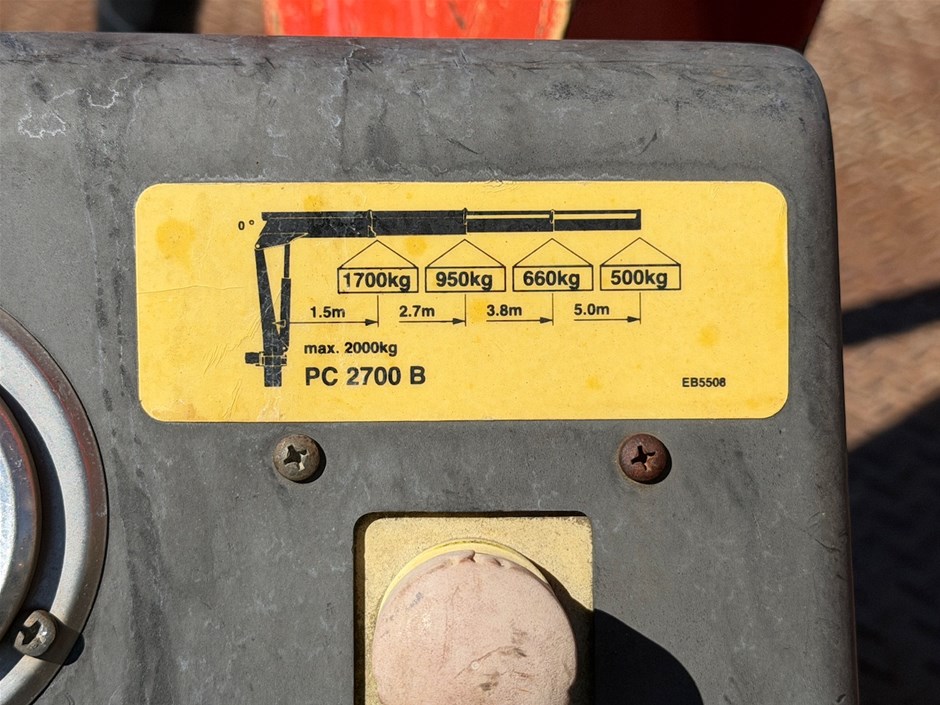 0°
1700kg 950kg 660kg 500kg
1.5m 2.7m 3.8m 5.0m
max. 2000kg
PC 2700 B
EB5508